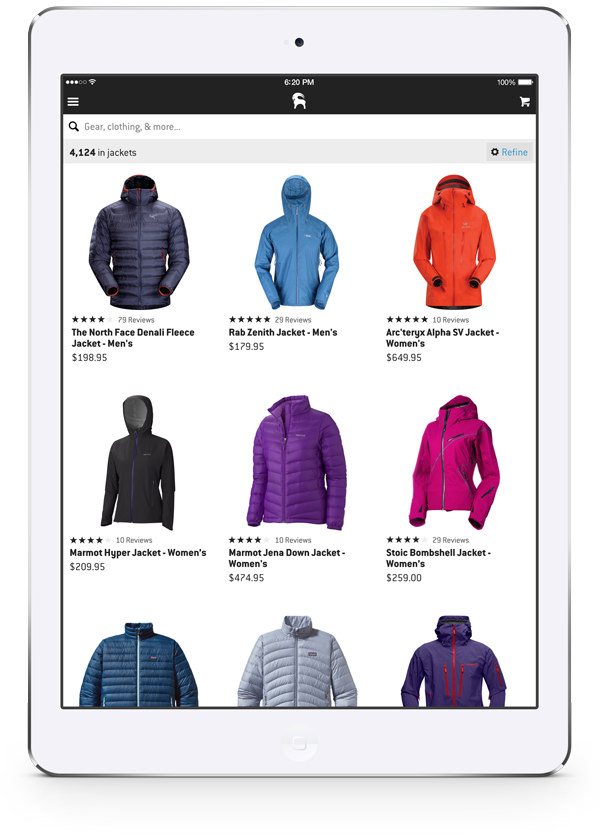 6:20 PM
100%
Gear, clothing, & more...
4,124 in jackets
Refine
79 Reviews
29 Reviews
10 Reviews
The North Face Denali Fleece
Jacket - Men's
$198.95
Rab Zenith Jacket - Men's
$179.95
Arc'teryx Alpha SV Jacket -
Women's
$649.95
10 Reviews
10 Reviews
29 Reviews
Marmot Hyper Jacket - Women's
$209.95
Marmot Jena Down Jacket -
Women's
$474.95
Stoic Bombshell Jacket -
Women's
$259.00